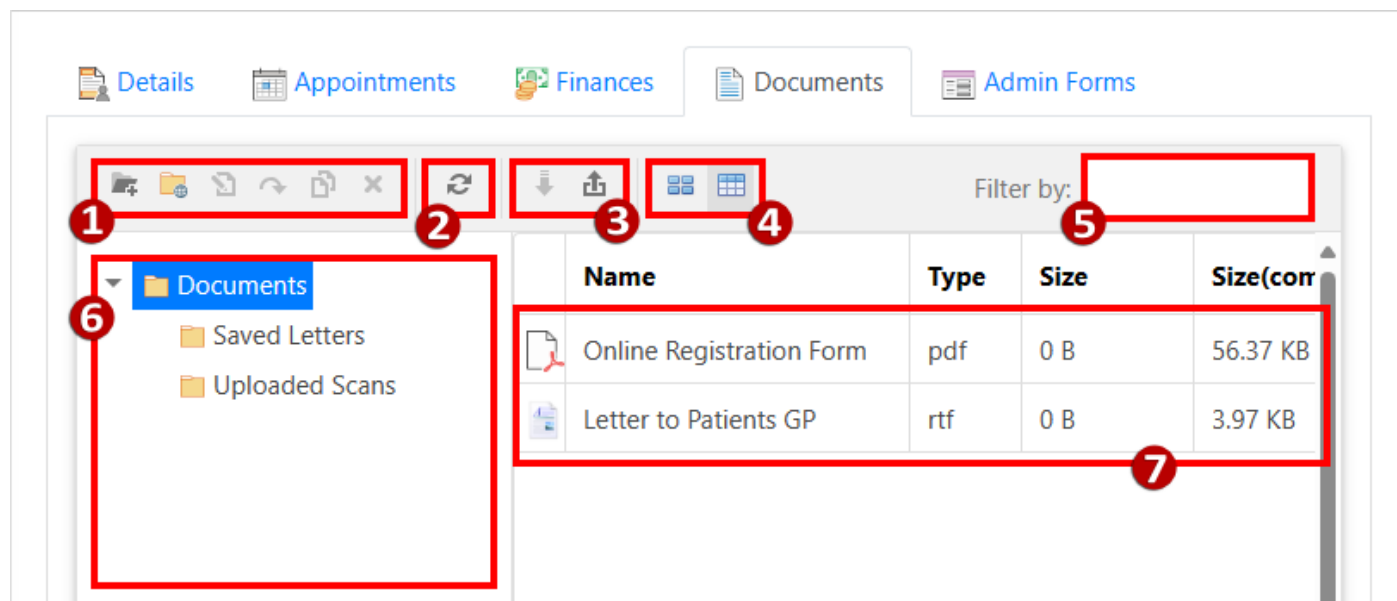 Details Appointments Finances Documents Admin Forms
Filter by:
1 2 3 4 5
Name Type Size Size(com
6 Documents
Saved Letters
Uploaded Scans
Online Registration Form pdf 0 B 56.37 KB
Letter to Patients GP rtf 0 B 3.97 KB
7